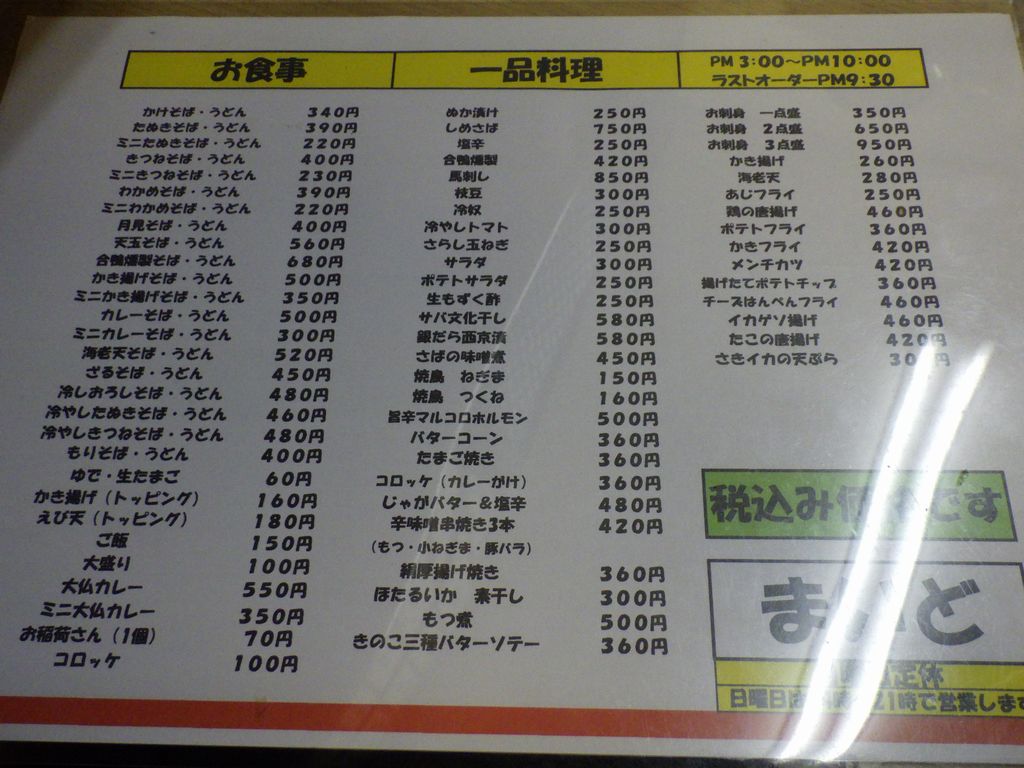 お食事
かけそば・うどん 340円
たぬきそば・うどん 390円
ミニたぬきそば・うどん 220円
きつねそば・うどん 400円
ミニきつねそば・うどん 230円
わかめそば・うどん 390円
ミニわかめそば・うどん 220円
月見そば・うどん 400円
天玉そば・うどん 560円
合鴨燻製そば・うどん 680円
かき揚げそば・うどん 500円
ミニかき揚げそば・うどん 350円
カレーそば・うどん 500円
ミニカレーそば・うどん 300円
海老天そば・うどん 520円
ざるそば・うどん 450円
冷しおろしそば・うどん 480円
冷やしたぬきそば・うどん 460円
冷やしきつねそば・うどん 480円
もりそば・うどん 400円
ゆで・生たまご 60円
かき揚げ（トッピング） 160円
えび天（トッピング） 180円
ご飯 150円
大盛り 100円
大仏カレー 550円
ミニ大仏カレー 350円
お稲荷さん（1個） 70円
コロッケ 100円
一品料理
ぬか漬け 250円
しめさば 750円
塩辛 250円
合鴨燻製 420円
馬刺し 850円
枝豆 300円
冷奴 250円
冷やしトマト 300円
さらし玉ねぎ 250円
サラダ 300円
ポテトサラダ 250円
生もずく酢 250円
サバ文化干し 580円
銀だら西京漬 580円
さばの味噌煮 450円
焼鳥 ねぎま 150円
焼鳥 つくね 160円
旨辛マルコロホルモン 500円
バターコーン 360円
たまご焼き 360円
コロッケ（カレーがけ） 360円
じゃがバター＆塩辛 480円
辛味噌串焼き3本 420円
（もつ・小ねぎま・豚バラ）
絹厚揚げ焼き 360円
ほたるいか 素干し 300円
もつ煮 500円
きのこ三種バターソテー 360円
PM 3:00～PM10:00
ラストオーダーPM9:30
お刺身 一点盛 350円
お刺身 2点盛 650円
お刺身 3点盛 950円
かき揚げ 260円
海老天 280円
あじフライ 250円
鶏の唐揚げ 460円
ポテトフライ 360円
かきフライ 420円
メンチカツ 420円
揚げたてポテトチップ 360円
チーズはんぺんフライ 460円
イカゲソ揚げ 460円
たこの唐揚げ 420円
さきイカの天ぷら
税込み価格です
ま ど
定休
日曜日 21時で営業します